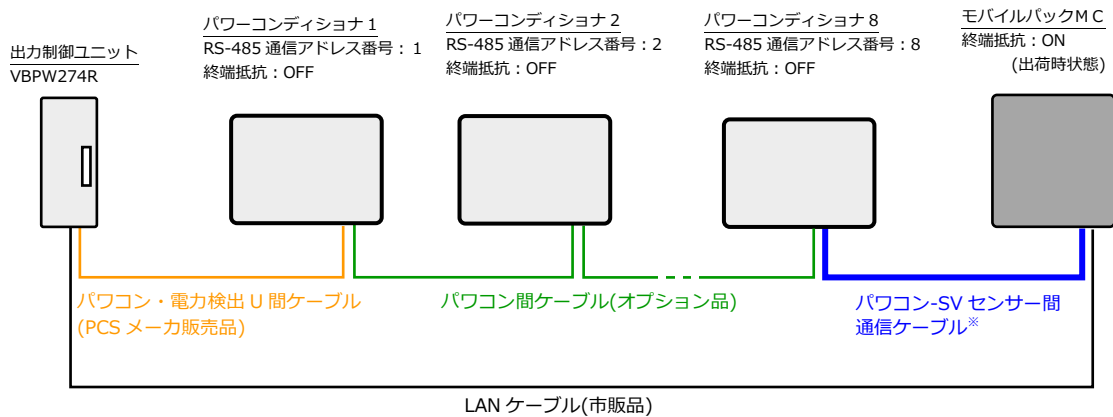 出力制御ユニット
VBPW274R
パワーコンディショナ 1
RS-485 通信アドレス番号：1
終端抵抗：OFF
パワーコンディショナ 2
RS-485 通信アドレス番号：2
終端抵抗：OFF
パワーコンディショナ 8
RS-485 通信アドレス番号：8
終端抵抗：OFF
モバイルパックＭＣ
終端抵抗：ON
(出荷時状態)
パワコン・電力検出 U 間ケーブル
(PCS メーカ販売品)
パワコン間ケーブル(オプション品)
パワコン-SV センサー間
通信ケーブル※
LAN ケーブル(市販品)